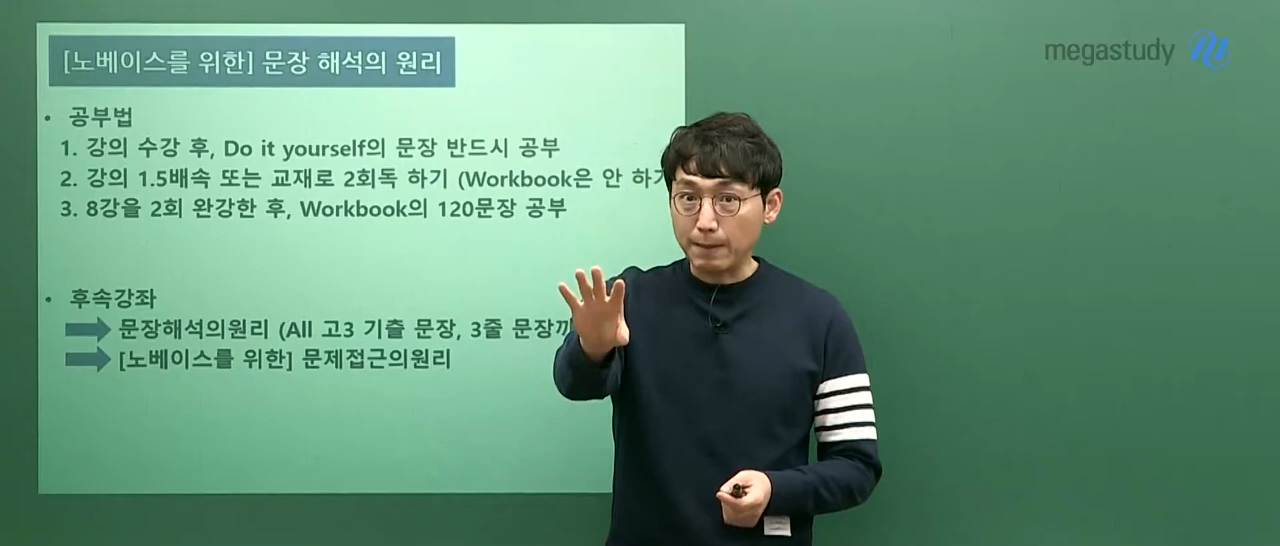 megastudy
[노베이스를 위한] 문장 해석의 원리
• 공부법
1. 강의 수강 후, Do it yourself의 문장 반드시 공부
2. 강의 1.5배속 또는 교재로 2회독 하기 (Workbook은 안 하
3. 8강을 2회 완강한 후, Workbook의 120문장 공부
• 후속강좌
문장해석의원리 (All 고3 기출 문장, 3줄 문장까
[노베이스를 위한] 문제접근의원리